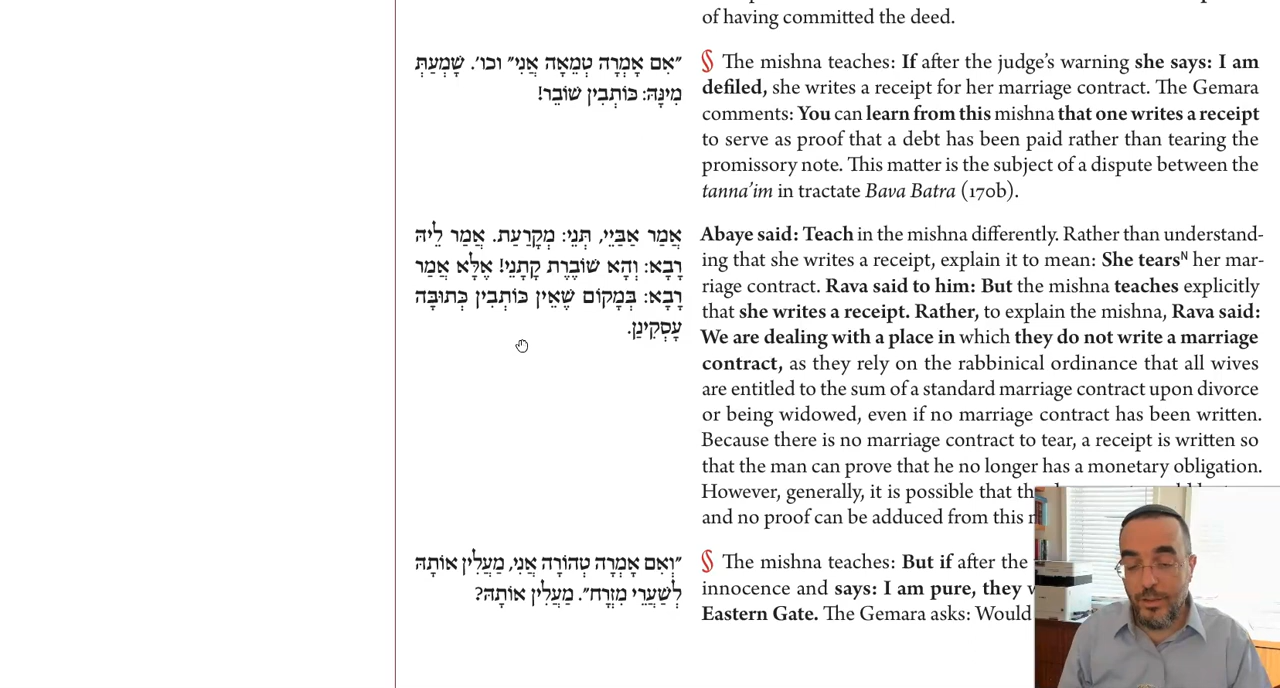 of having committed the deed.
״אִם אָמְרָה טְמֵאָה אֲנִי״ וכו׳. שָׁמְעַתְּ
מִינָּהּ: כּוֹתְבִין שׁוֹבֵר!
§ The mishna teaches: If after the judge's warning she says: I am
defiled, she writes a receipt for her marriage contract. The Gemara
comments: You can learn from this mishna that one writes a receipt
to serve as proof that a debt has been paid rather than tearing the
promissory note. This matter is the subject of a dispute between the
tanna'im in tractate Bava Batra (170b).
אָמַר אַבַּיֵי, תְּנֵי: מְקָרַעַת. אֲמַר לֵיהּ
רָבָא: וְהָא שׁוֹבֶרֶת קָתָנֵי! אֶלָּא אָמַר
רָבָא: בְּמָקוֹם שֶׁאֵין כּוֹתְבִין כְּתוּבָּה
עָסְקִינַן.
Abaye said: Teach in the mishna differently. Rather than understand-
ing that she writes a receipt, explain it to mean: She tearsᴺ her mar-
riage contract. Rava said to him: But the mishna teaches explicitly
that she writes a receipt. Rather, to explain the mishna, Rava said:
We are dealing with a place in which they do not write a marriage
contract, as they rely on the rabbinical ordinance that all wives
are entitled to the sum of a standard marriage contract upon divorce
or being widowed, even if no marriage contract has been written.
Because there is no marriage contract to tear, a receipt is written so
that the man can prove that he no longer has a monetary obligation.
However, generally, it is possible that
and no proof can be adduced from this
״וְאִם אָמְרָה טְהוֹרָה אֲנִי, מַעֲלִין אוֹתָהּ
לְשַׁעֲרֵי מִזְרָח״. מַעֲלִין אוֹתָהּ?
§ The mishna teaches: But if after the
innocence and says: I am pure, they
Eastern Gate. The Gemara asks: Would